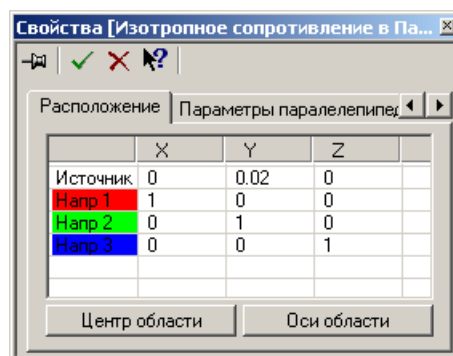 Свойства [Изотропное сопротивление в Па...
Расположение Параметры паралелепипед
X Y Z
Источник 0 0.02 0
Напр 1 1 0 0
Напр 2 0 1 0
Напр 3 0 0 1
Центр области Оси области